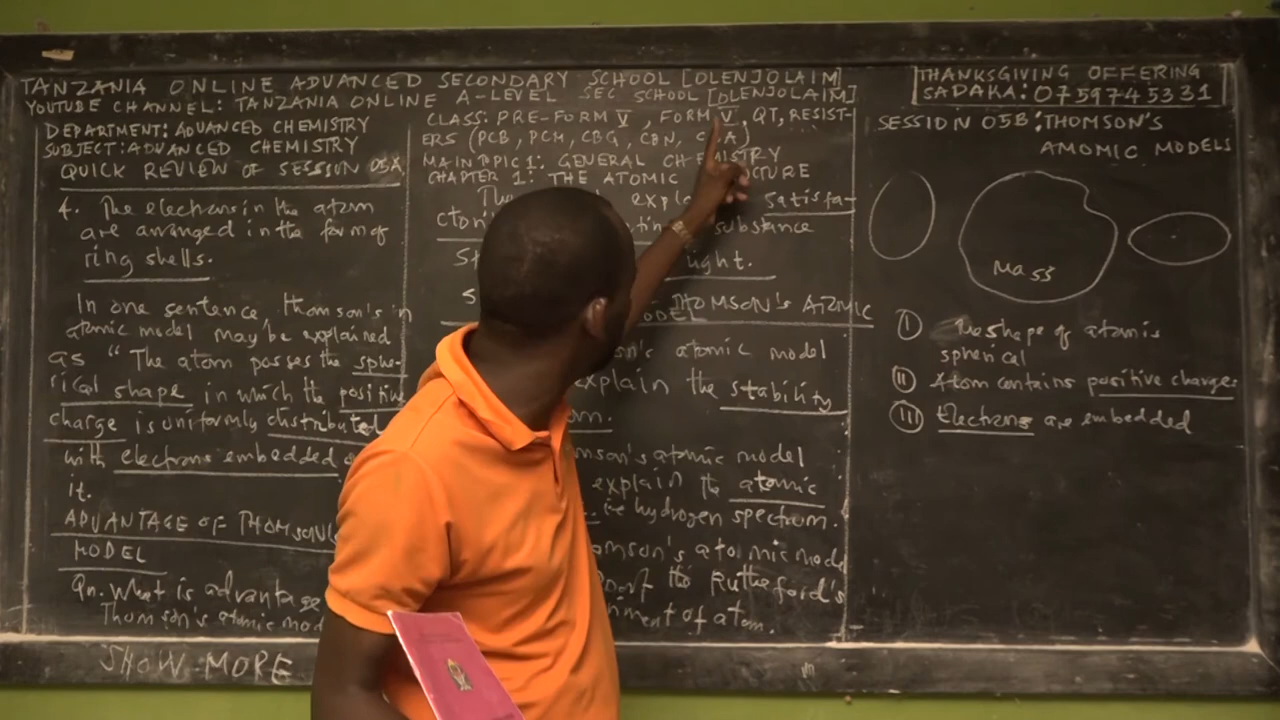 TANZANIA ONLINE ADVANCED SECONDARY SCHOOL [OLENJOLAIM]
YOUTUBE CHANNEL: TANZANIA ONLINE A-LEVEL SEC SCHOOL [OLENJOLAIM]
THANKSGIVING OFFERING
SADAKA: 0759745331
DEPARTMENT: ADVANCED CHEMISTRY
SUBJECT: ADVANCED CHEMISTRY
QUICK REVIEW OF SESSION 05A
4. The electrons in the atom
are arranged in the form of
ring shells.
In one sentence Thomson's
atomic model may be explained
as "The atom posses the sphe-
rical shape in which the positive
charge is uniformly distributed
with electrons embedded
it.
ADVANTAGE OF THOMSON'S
MODEL
Qn. What is advantage
Thomson's atomic mod
CLASS: PRE-FORM V, FORM V, QT, RESIST-
ERS (PCB, PCM, CBG, CBN,
MAIN TOPIC 1: GENERAL CHEMISTRY
CHAPTER 1: THE ATOMIC
satisfa-
substance
light.
THOMSON'S ATOMIC
MODEL
atomic model
explain the stability
atomic model
explain the atomic
ie hydrogen spectrum.
atomic mode
the Rutherford's
of atom.
SESSION 05B: THOMSON'S
AMOMIC MODELS
Mass
I The shape of atom is
spherical
II Atom contains positive charges
III Electrons are embedded
SHOW MORE